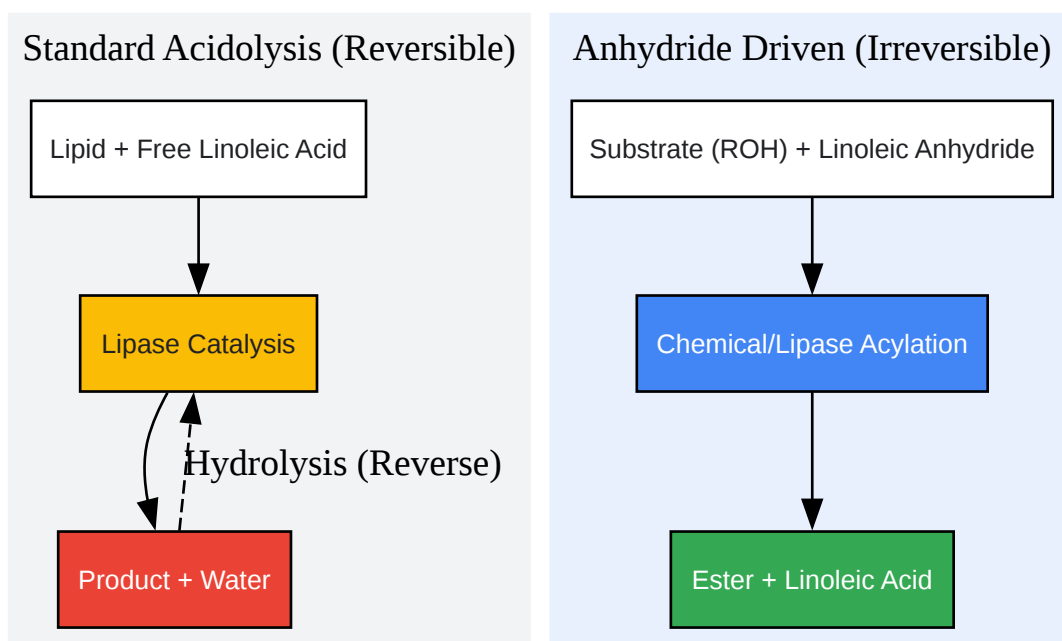 Standard Acidolysis (Reversible)
Lipid + Free Linoleic Acid
Lipase Catalysis
Hydrolysis (Reverse)
Product + Water
Anhydride Driven (Irreversible)
Substrate (ROH) + Linoleic Anhydride
Chemical/Lipase Acylation
Ester + Linoleic Acid